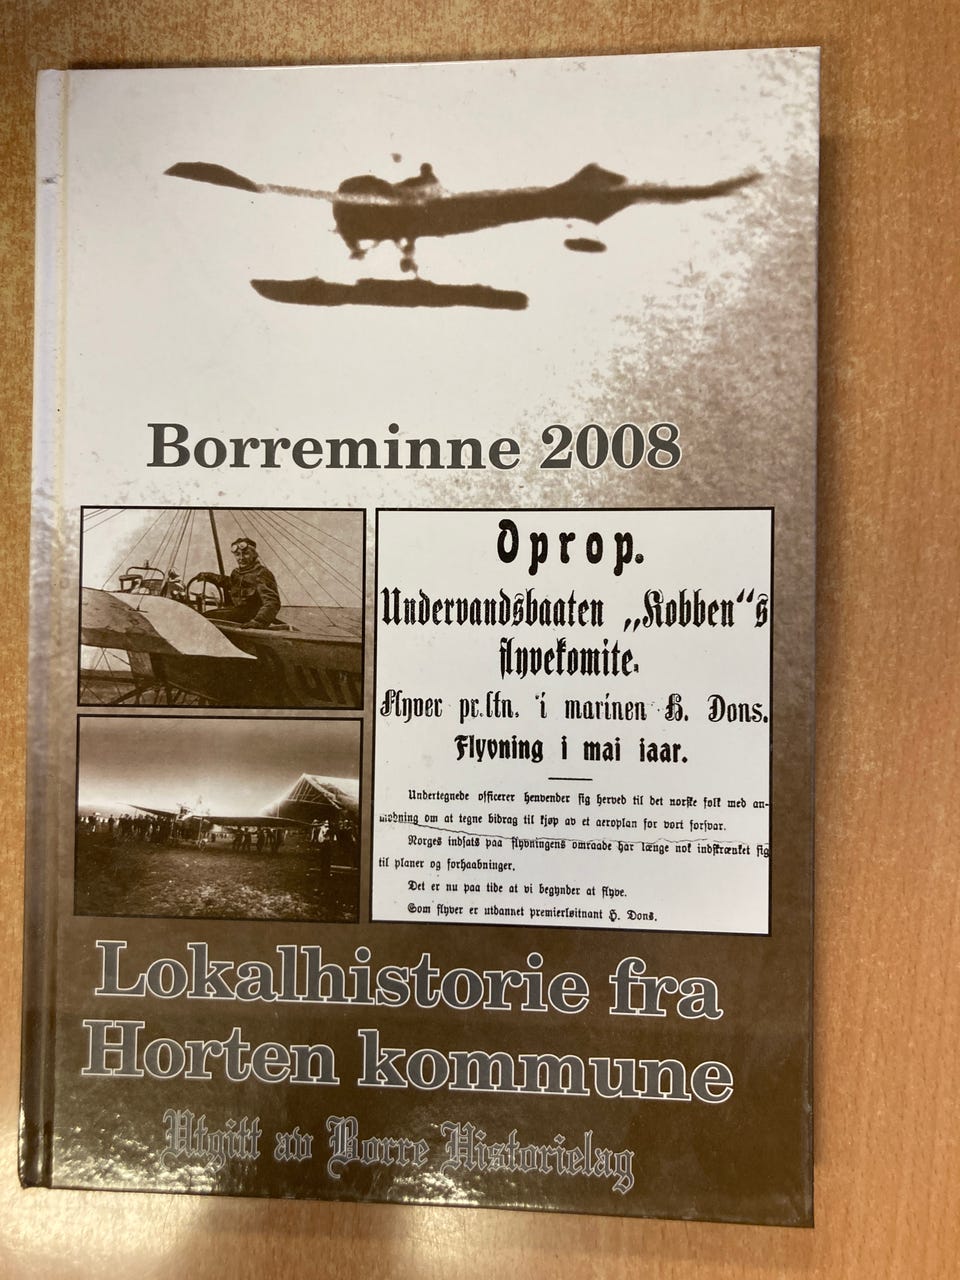 Borreminne 2008
Oprop.
Undervandsbaaten „Kobben“s
flyvekomite.
Flyver pr.ltn. i marinen H. Dons.
Flyvning i mai iaar.
Undertegnede officerer henvender sig herved til det norske folk med an-
modning om at tegne bidrag til kjøp av et aeroplan for vort forsvar.
Norges indsats paa flyvningens omraade har længe nok indskrænket sig
til planer og forhaabninger.
Det er nu paa tide at vi begynder at flyve.
Som flyver er utdannet premierløitnant H. Dons.
Lokalhistorie fra
Horten kommune
Utgitt av Borre Historielag